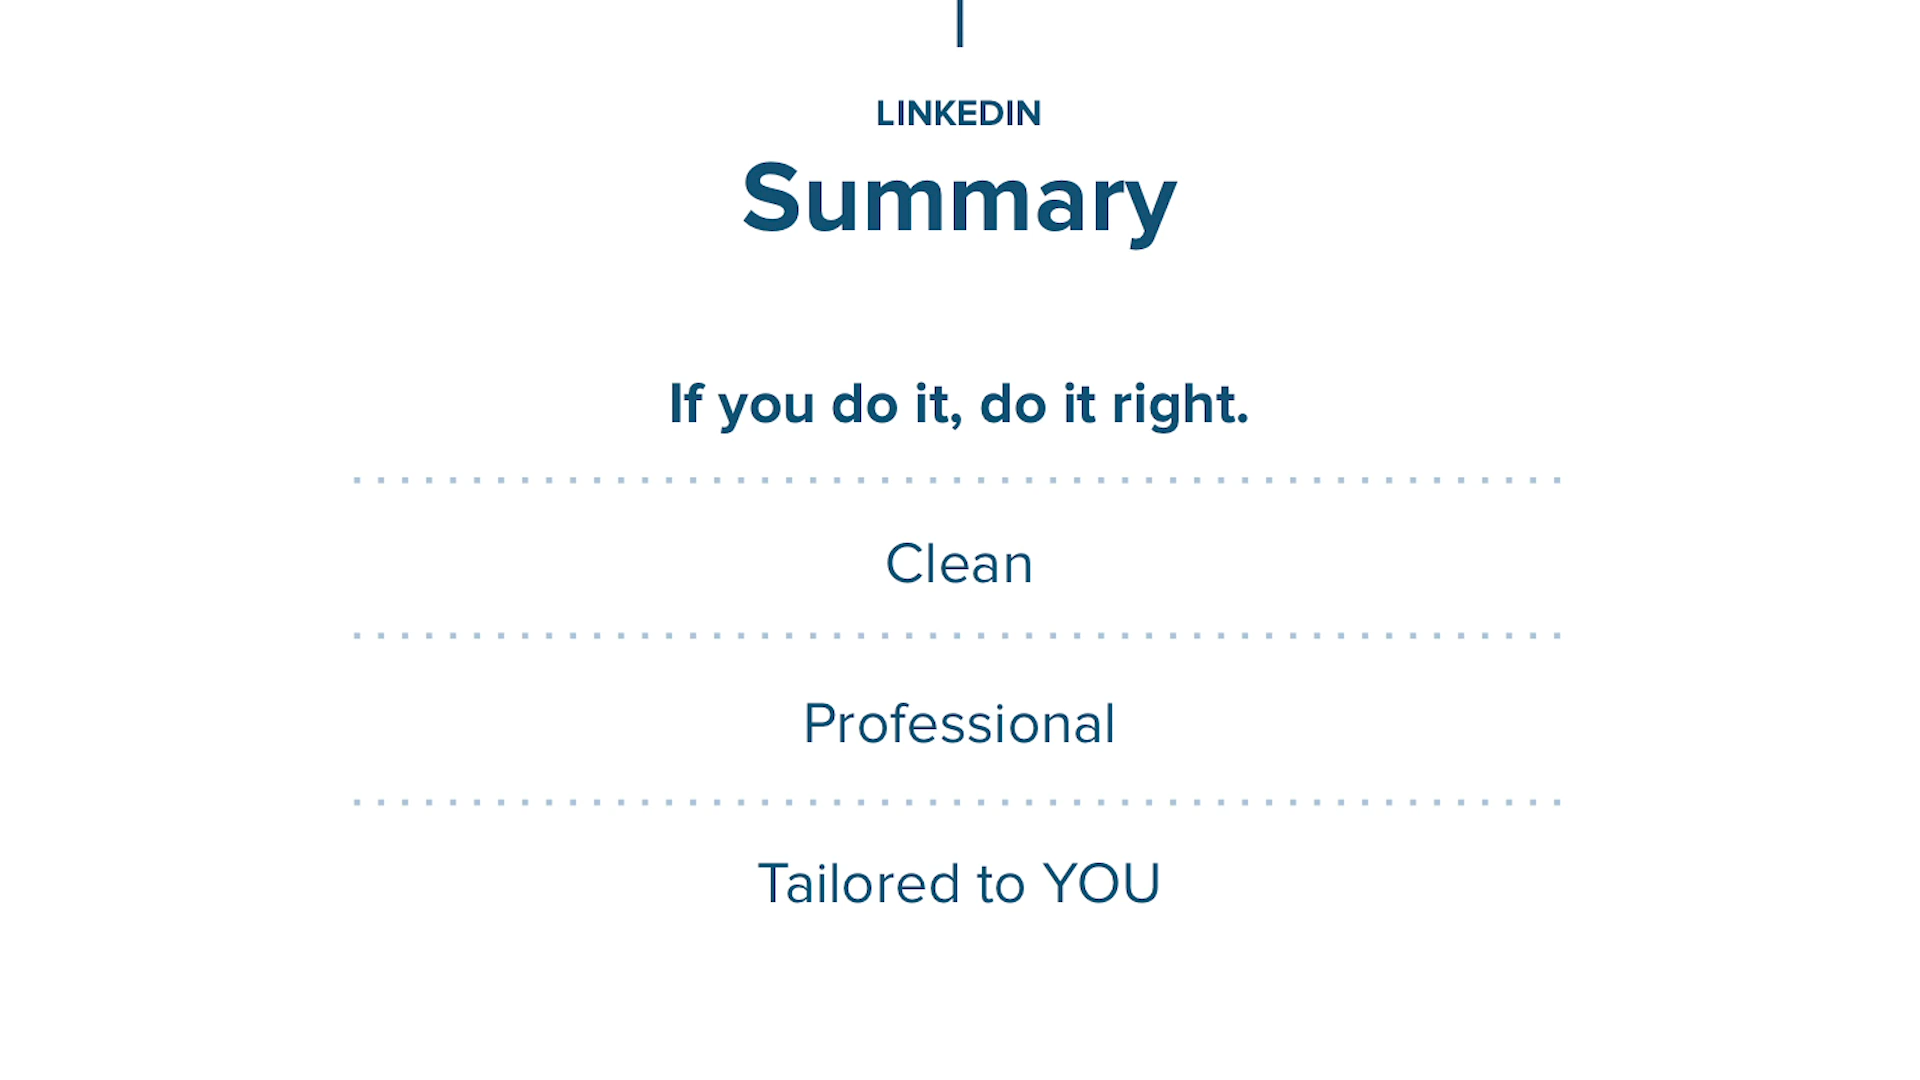 LINKEDIN
Summary
If you do it, do it right.
Clean
Professional
Tailored to YOU